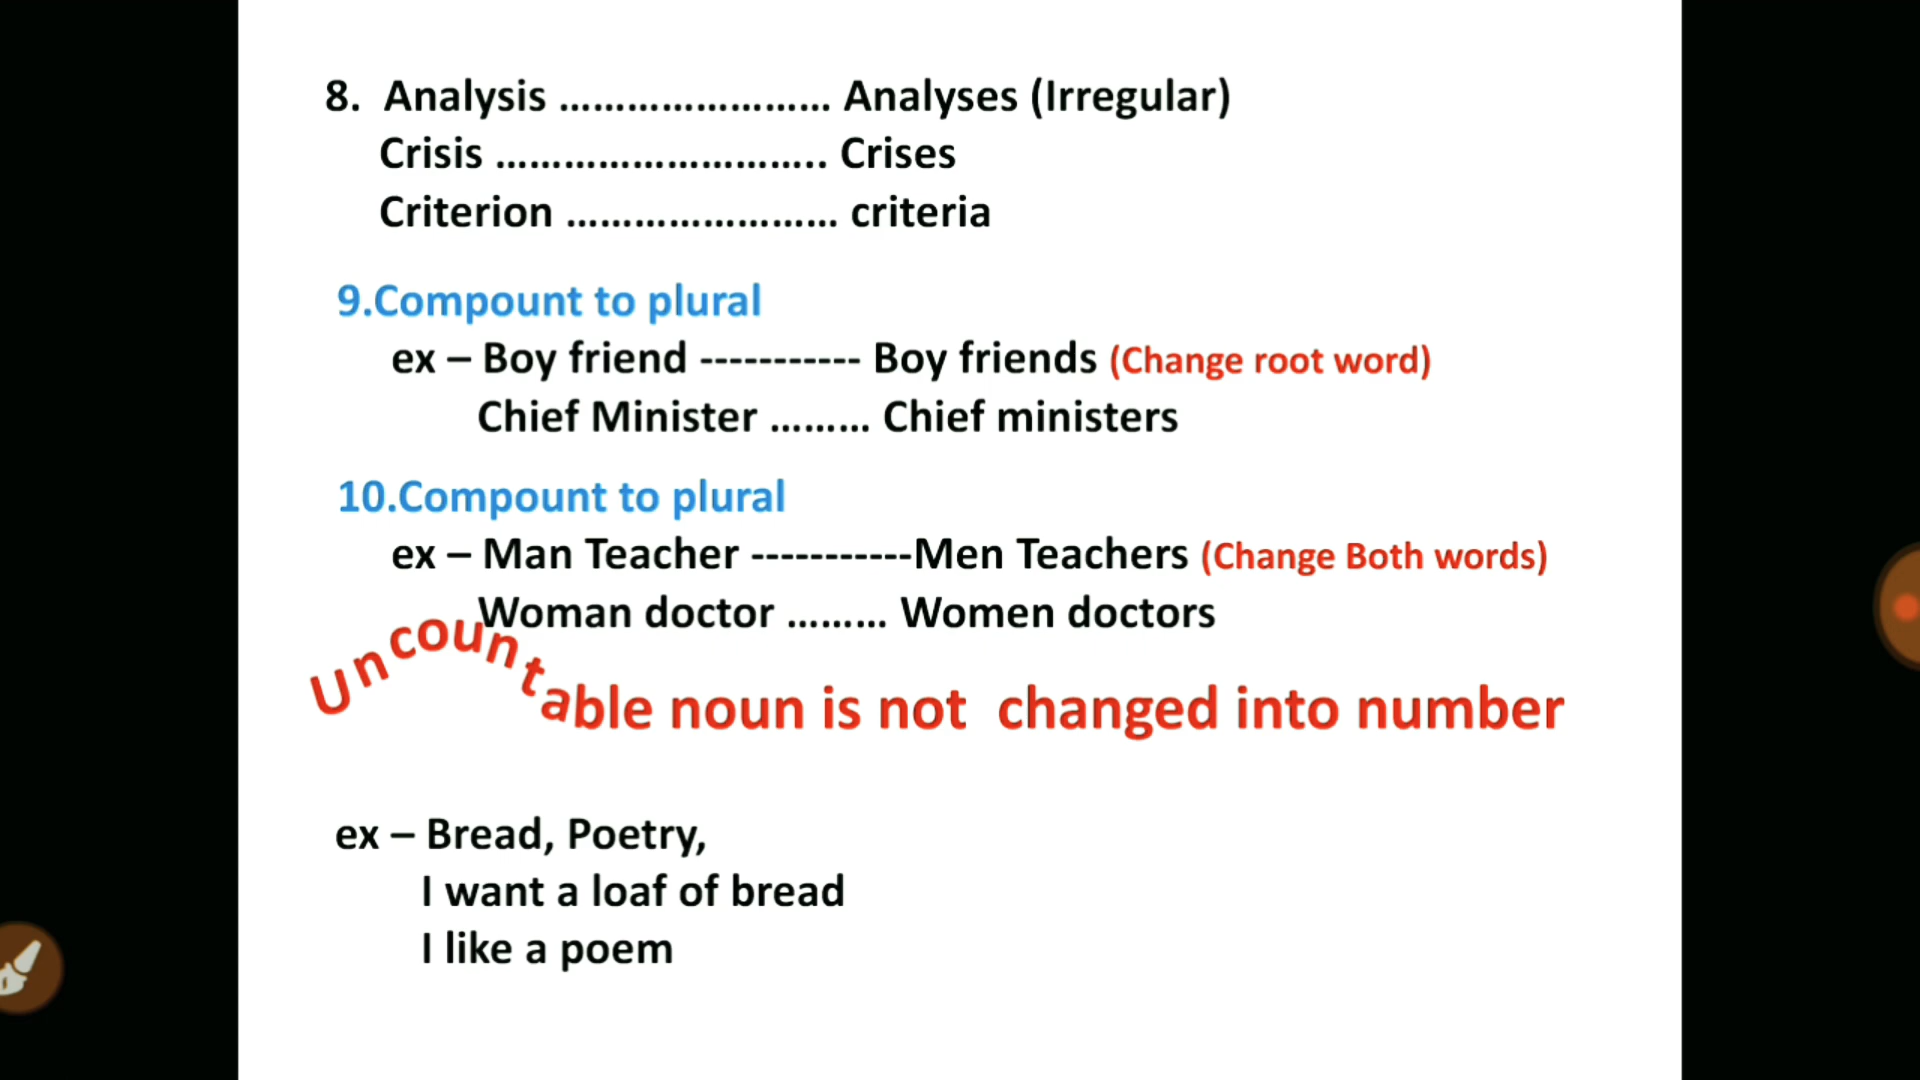 8. Analysis ........................ Analyses (Irregular)
Crisis ............................. Crises
Criterion ........................ criteria
9.Compount to plural
ex – Boy friend ----------- Boy friends (Change root word)
Chief Minister ......... Chief ministers
10.Compount to plural
ex – Man Teacher -----------Men Teachers (Change Both words)
Woman doctor ......... Women doctors
Uncountable noun is not changed into number
ex – Bread, Poetry,
I want a loaf of bread
I like a poem